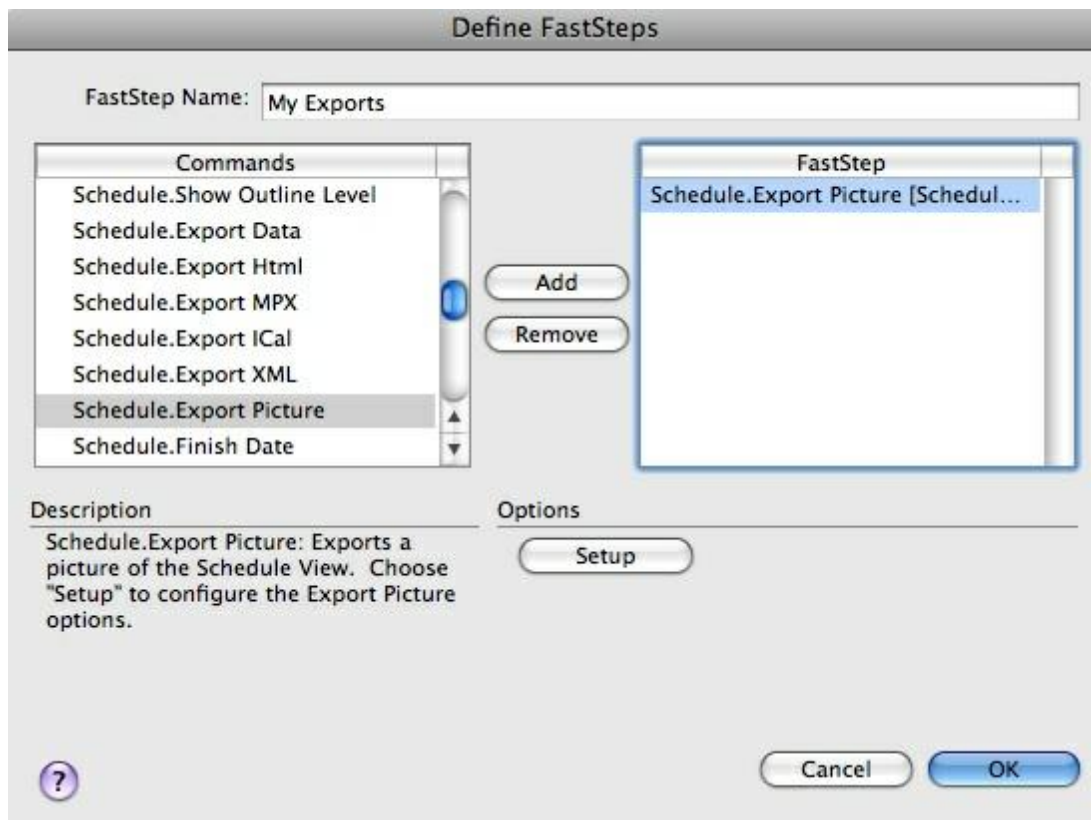 Define FastSteps
FastStep Name: My Exports
Commands
Schedule.Show Outline Level
Schedule.Export Data
Schedule.Export Html
Schedule.Export MPX
Schedule.Export ICal
Schedule.Export XML
Schedule.Export Picture
Schedule.Finish Date
Add
Remove
FastStep
Schedule.Export Picture [Schedul...
Description
Schedule.Export Picture: Exports a
picture of the Schedule View. Choose
"Setup" to configure the Export Picture
options.
Options
Setup
?
Cancel
OK